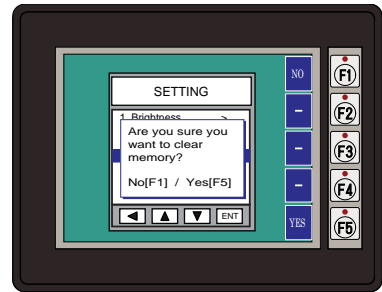 SETTING
1. Brightness >
Are you sure you
want to clear
memory?
No[F1] / Yes[F5]
ENT
NO
–
–
–
YES
F1
F2
F3
F4
F5